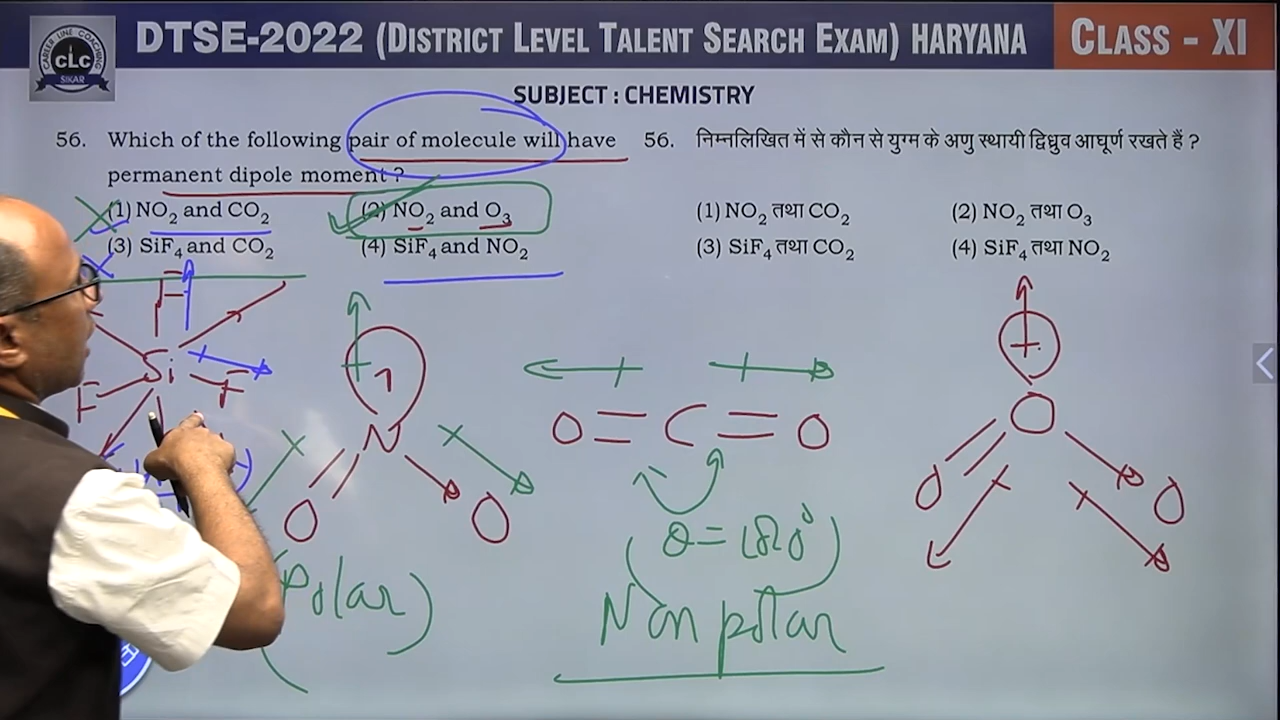 CAREER LINE COACHING
CLC
SIKAR
DTSE-2022 (DISTRICT LEVEL TALENT SEARCH EXAM) HARYANA
CLASS - XI
SUBJECT : CHEMISTRY
56. Which of the following pair of molecule will have
permanent dipole moment ?
(1) NO₂ and CO₂ (2) NO₂ and O₃
(3) SiF₄ and CO₂ (4) SiF₄ and NO₂
56. निम्नलिखित में से कौन से युग्म के अणु स्थायी द्विध्रुव आघूर्ण रखते हैं ?
(1) NO₂ तथा CO₂ (2) NO₂ तथा O₃
(3) SiF₄ तथा CO₂ (4) SiF₄ तथा NO₂
F
Si
F F
1
N
O O
(Polar)
O = C = O
θ = 180°
Non polar
O
O O